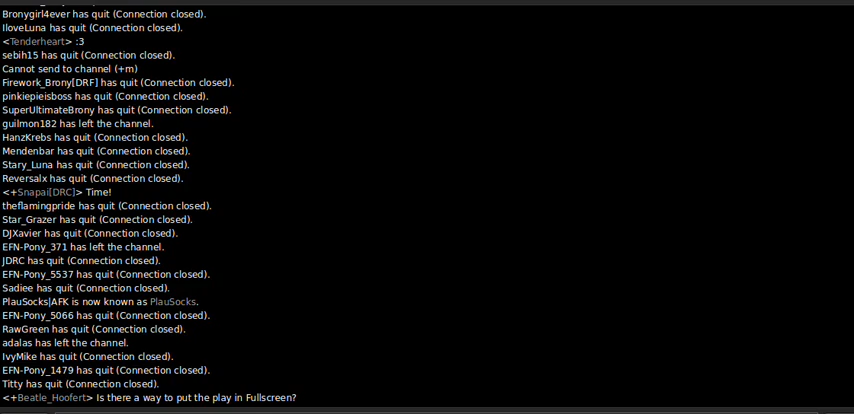 Bronygirl4ever has quit (Connection closed).
IloveLuna has quit (Connection closed).
<Tenderheart> :3
sebih15 has quit (Connection closed).
Cannot send to channel (+m)
Firework_Brony[DRF] has quit (Connection closed).
pinkiepieisboss has quit (Connection closed).
SuperUltimateBrony has quit (Connection closed).
guilmon182 has left the channel.
HanzKrebs has quit (Connection closed).
Mendenbar has quit (Connection closed).
Stary_Luna has quit (Connection closed).
Reversalx has quit (Connection closed).
<+Snapai[DRC]> Time!
theflamingpride has quit (Connection closed).
Star_Grazer has quit (Connection closed).
DJXavier has quit (Connection closed).
EFN-Pony_371 has left the channel.
JDRC has quit (Connection closed).
EFN-Pony_5537 has quit (Connection closed).
Sadiee has quit (Connection closed).
PlauSocks|AFK is now known as PlauSocks.
EFN-Pony_5066 has quit (Connection closed).
RawGreen has quit (Connection closed).
adalas has left the channel.
IvyMike has quit (Connection closed).
EFN-Pony_1479 has quit (Connection closed).
Titty has quit (Connection closed).
<+Beatle_Hoofert> Is there a way to put the play in Fullscreen?